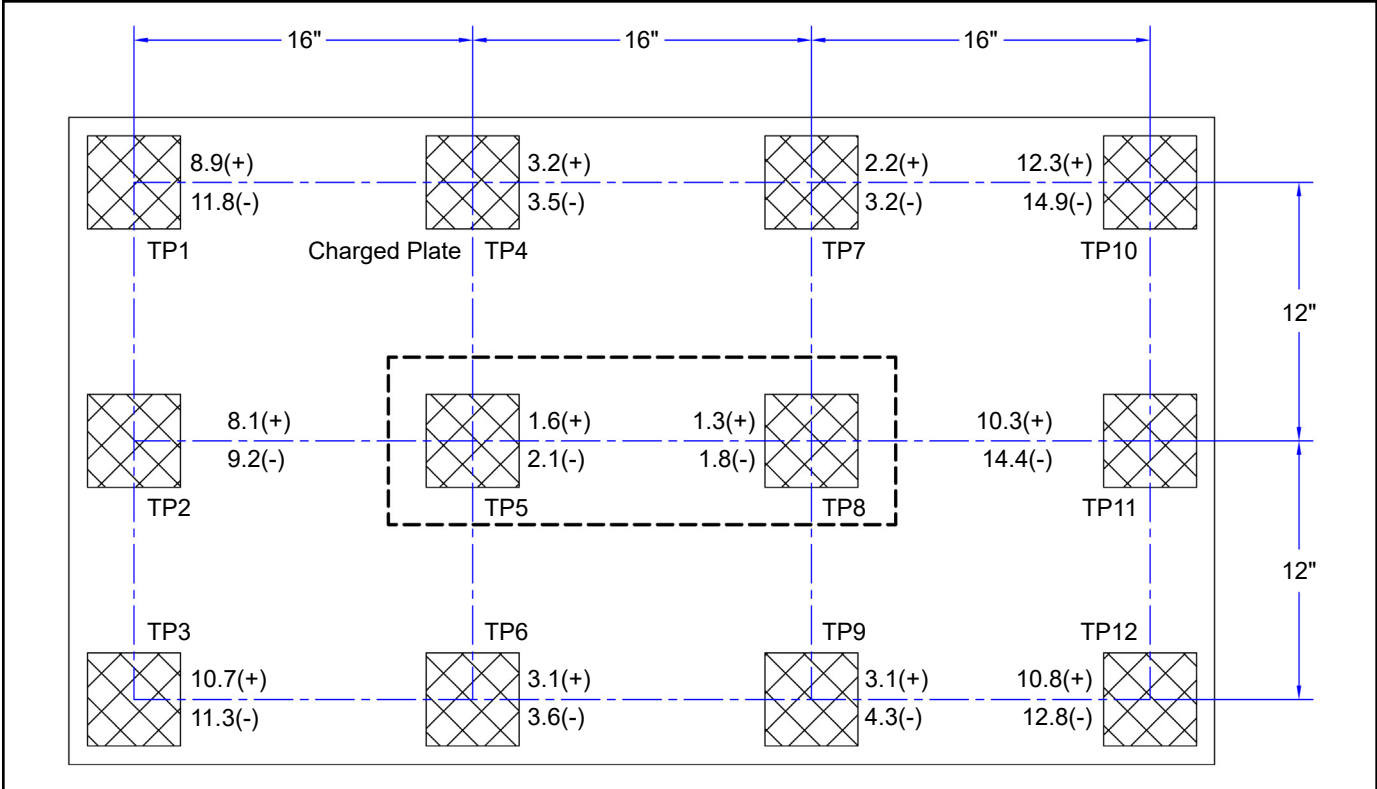 16" 16" 16"
8.9(+) 3.2(+) 2.2(+) 12.3(+)
11.8(-) 3.5(-) 3.2(-) 14.9(-)
TP1 Charged Plate TP4 TP7 TP10
12"
8.1(+) 1.6(+) 1.3(+) 10.3(+)
9.2(-) 2.1(-) 1.8(-) 14.4(-)
TP2 TP5 TP8 TP11
12"
TP3 TP6 TP9 TP12
10.7(+) 3.1(+) 3.1(+) 10.8(+)
11.3(-) 3.6(-) 4.3(-) 12.8(-)